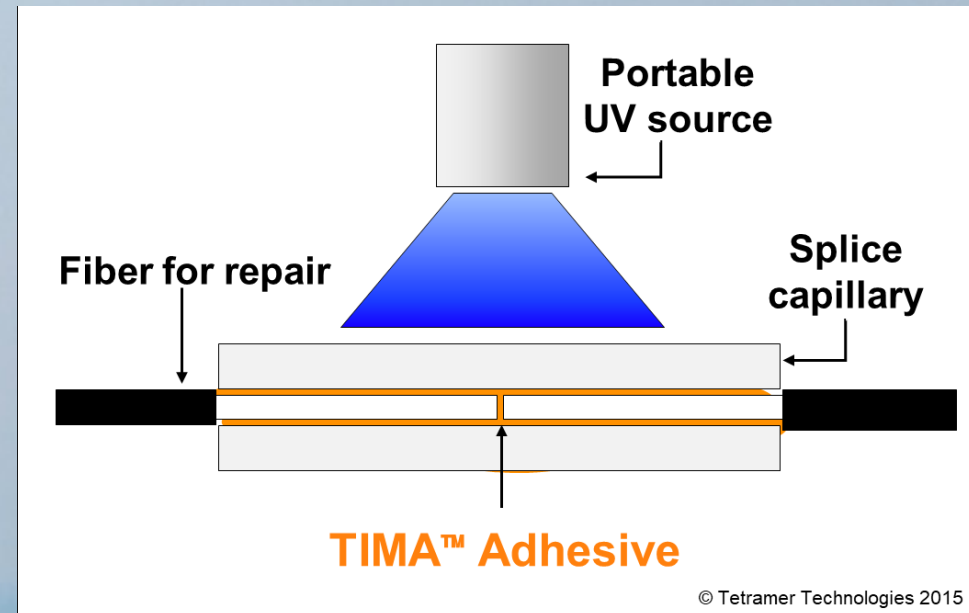 Portable
UV source
Fiber for repair
Splice
capillary
TIMA™ Adhesive
© Tetramer Technologies 2015